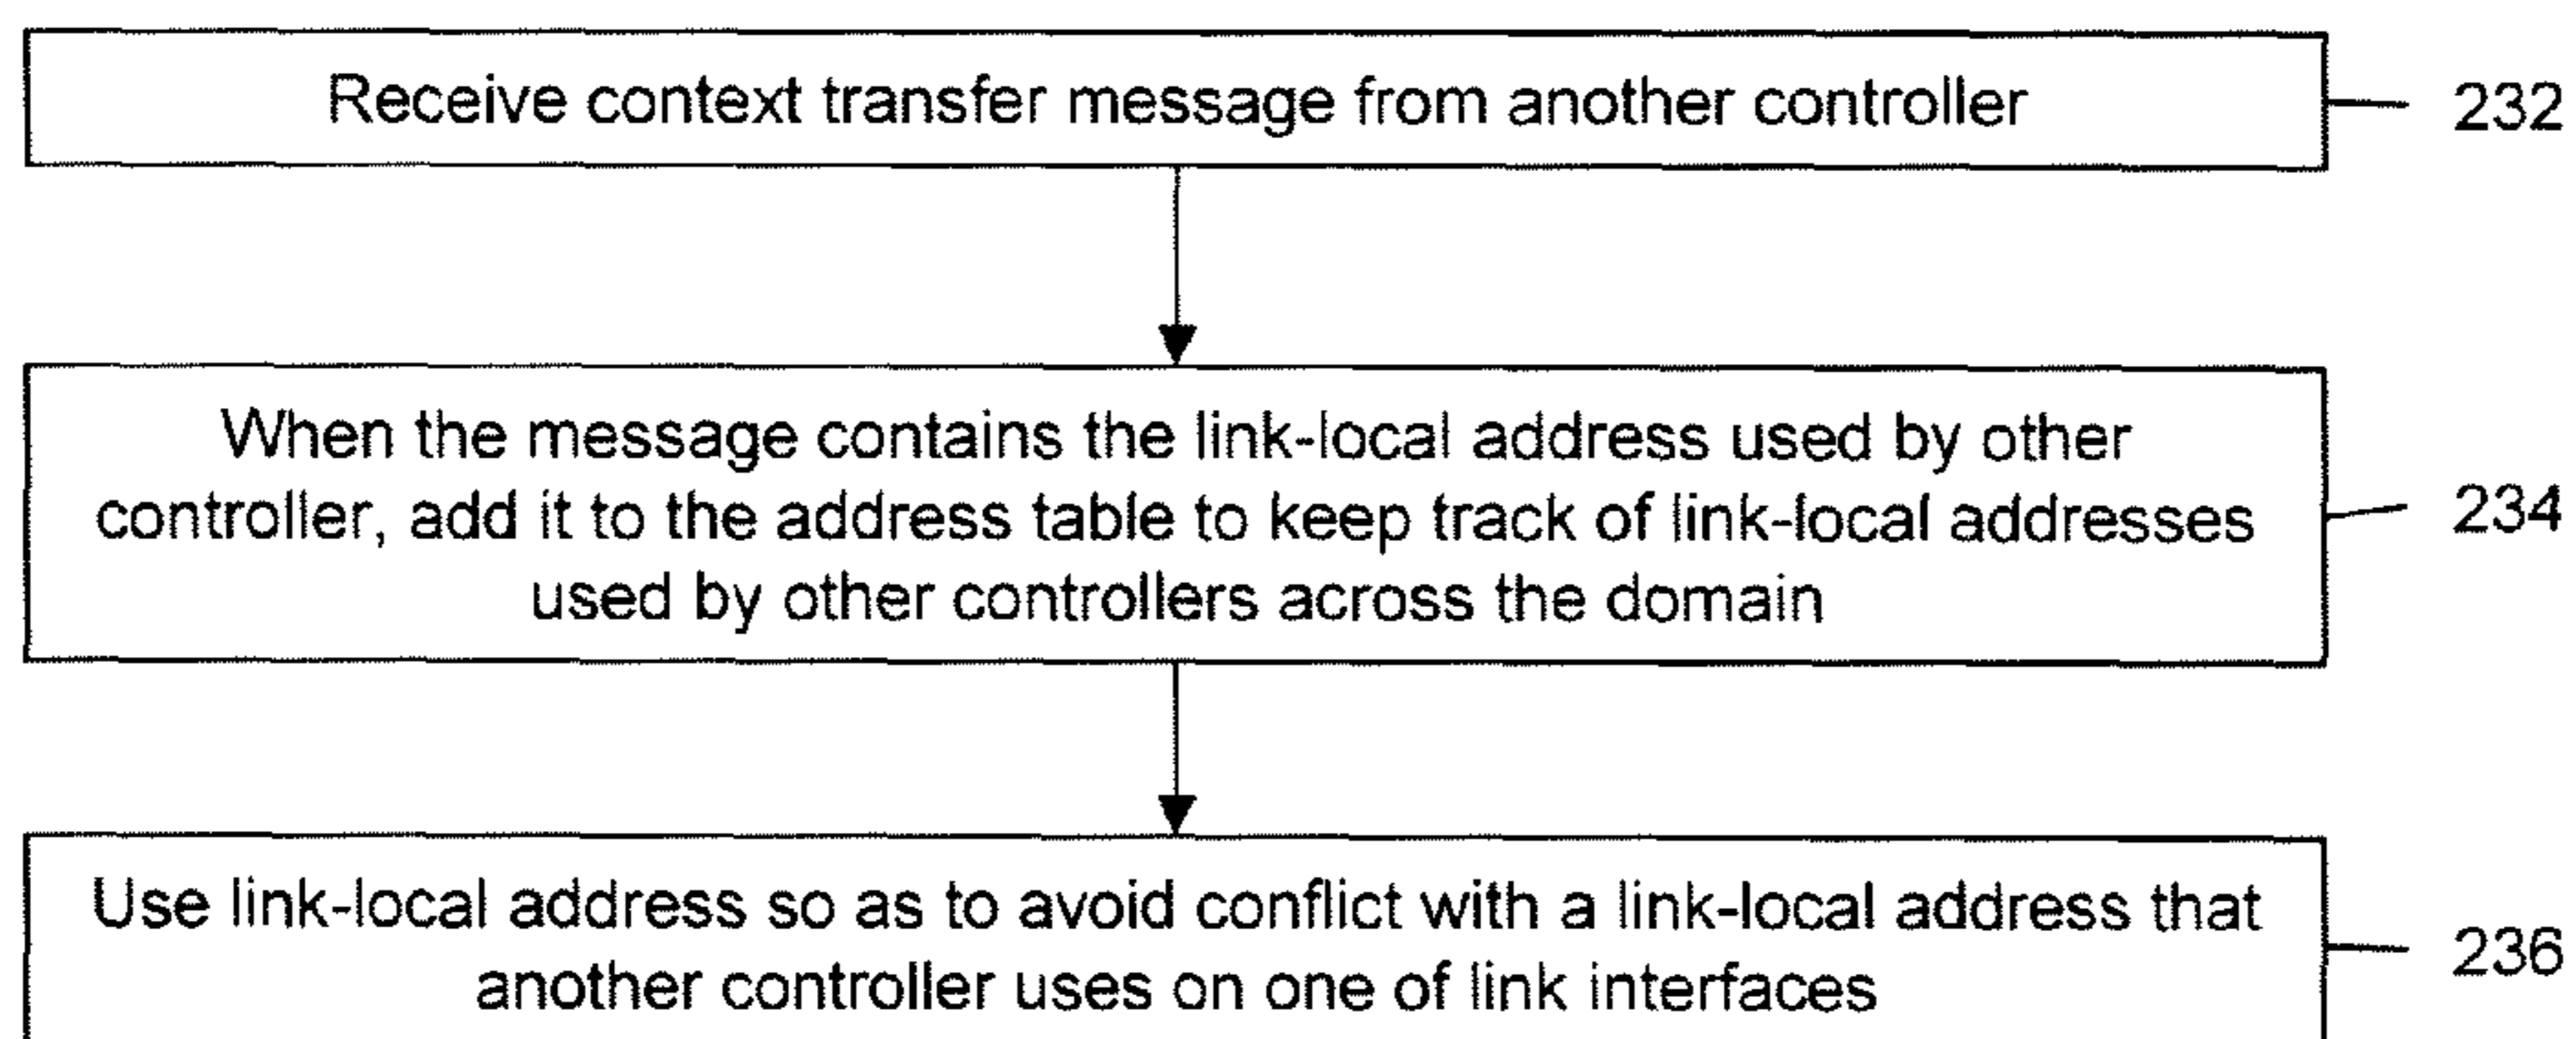 Receive context transfer message from another controller
232
When the message contains the link-local address used by other
controller, add it to the address table to keep track of link-local addresses
used by other controllers across the domain
234
Use link-local address so as to avoid conflict with a link-local address that
another controller uses on one of link interfaces
236